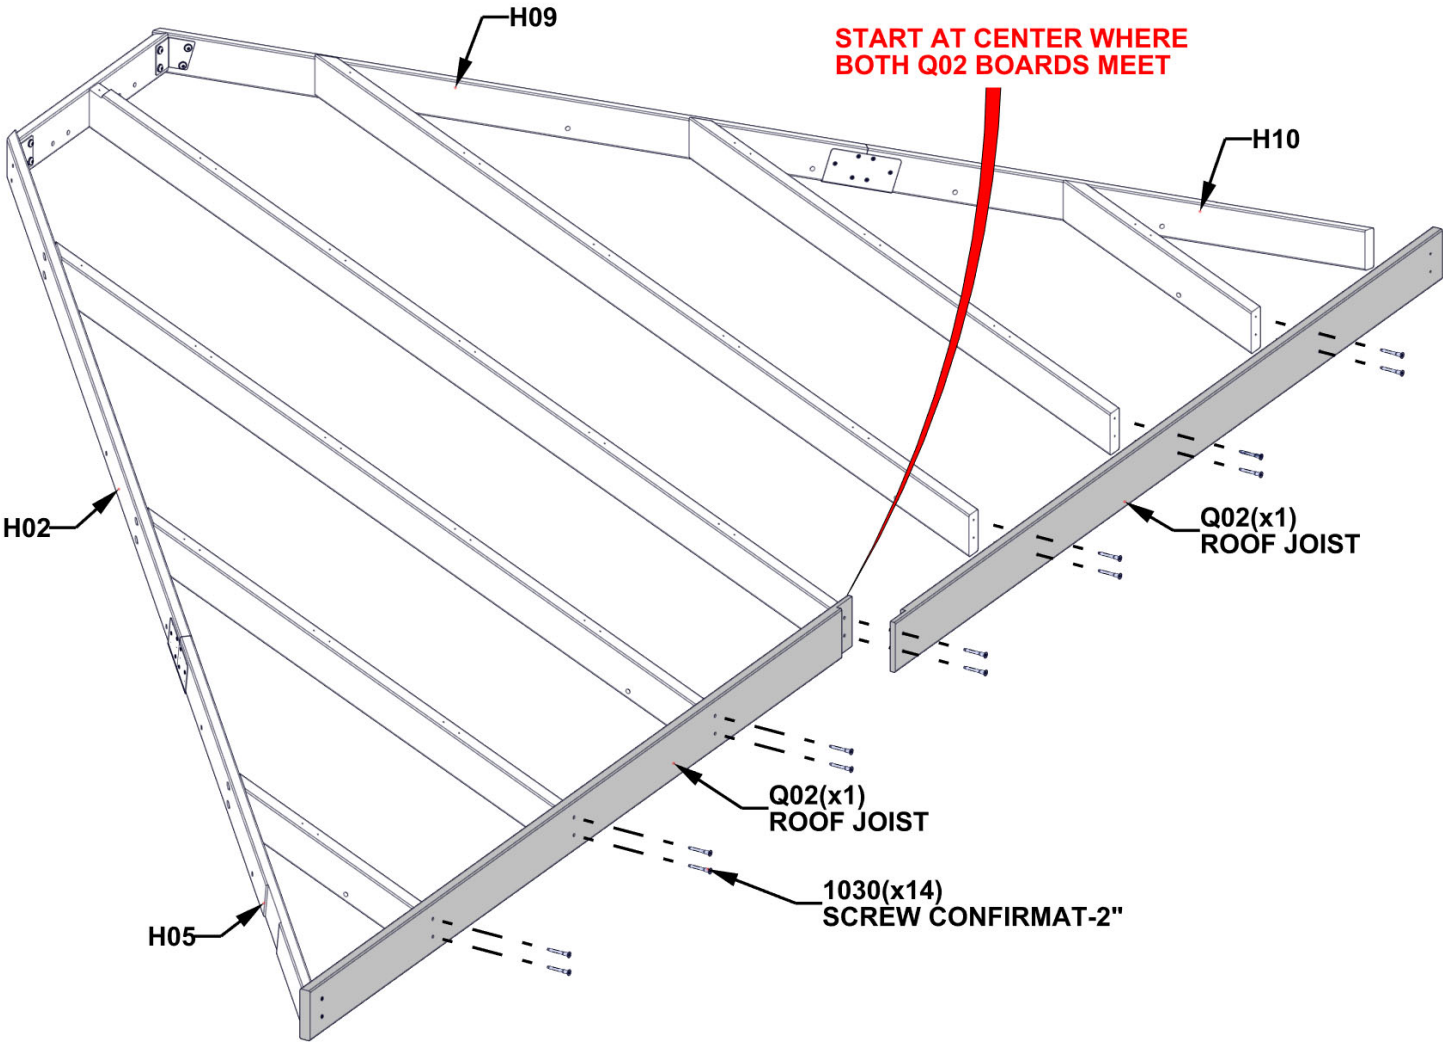 H09
START AT CENTER WHERE
BOTH Q02 BOARDS MEET
H10
H02
Q02(x1)
ROOF JOIST
Q02(x1)
ROOF JOIST
1030(x14)
SCREW CONFIRMAT-2"
H05